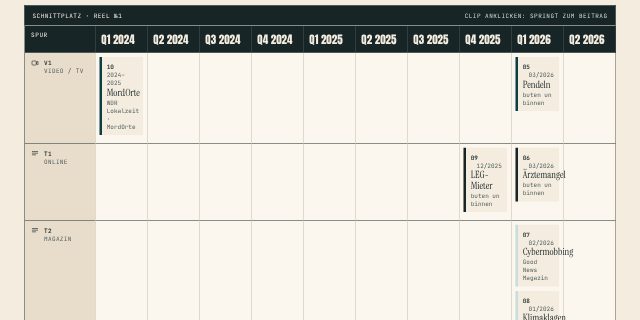 SCHNITTPLATZ · REEL №1
CLIP ANKLICKEN: SPRINGT ZUM BEITRAG
SPUR
Q1 2024
Q2 2024
Q3 2024
Q4 2024
Q1 2025
Q2 2025
Q3 2025
Q4 2025
Q1 2026
Q2 2026
V1
VIDEO / TV
10
2024–
2025
MordOrte
WDR
Lokalzeit
·
MordOrte
05
03/2026
Pendeln
buten un
binnen
T1
ONLINE
09
12/2025
LEG-
Mieter
buten un
binnen
06
03/2026
Ärztemangel
buten un
binnen
T2
MAGAZIN
07
02/2026
Cybermobbing
Good
News
Magazin
08
01/2026
Klimaklagen